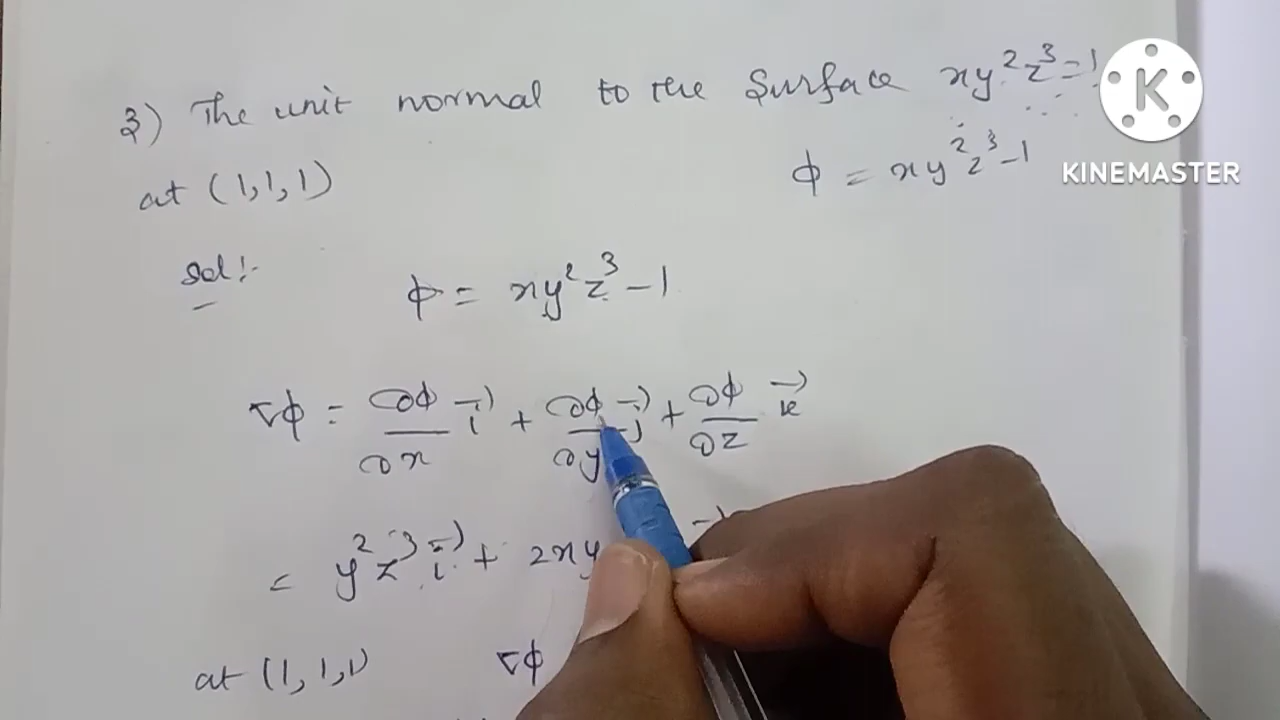 3) The unit normal to the Surface xy²z³=1
at (1,1,1)
ϕ = xy²z³-1
KINEMASTER
Sol:-
ϕ = xy²z³-1
∇ϕ = ∂ϕ/∂x i⃗ + ∂ϕ/∂y j⃗ + ∂ϕ/∂z k⃗
= y²z³ i⃗ + 2xy
at (1,1,1) ∇ϕ